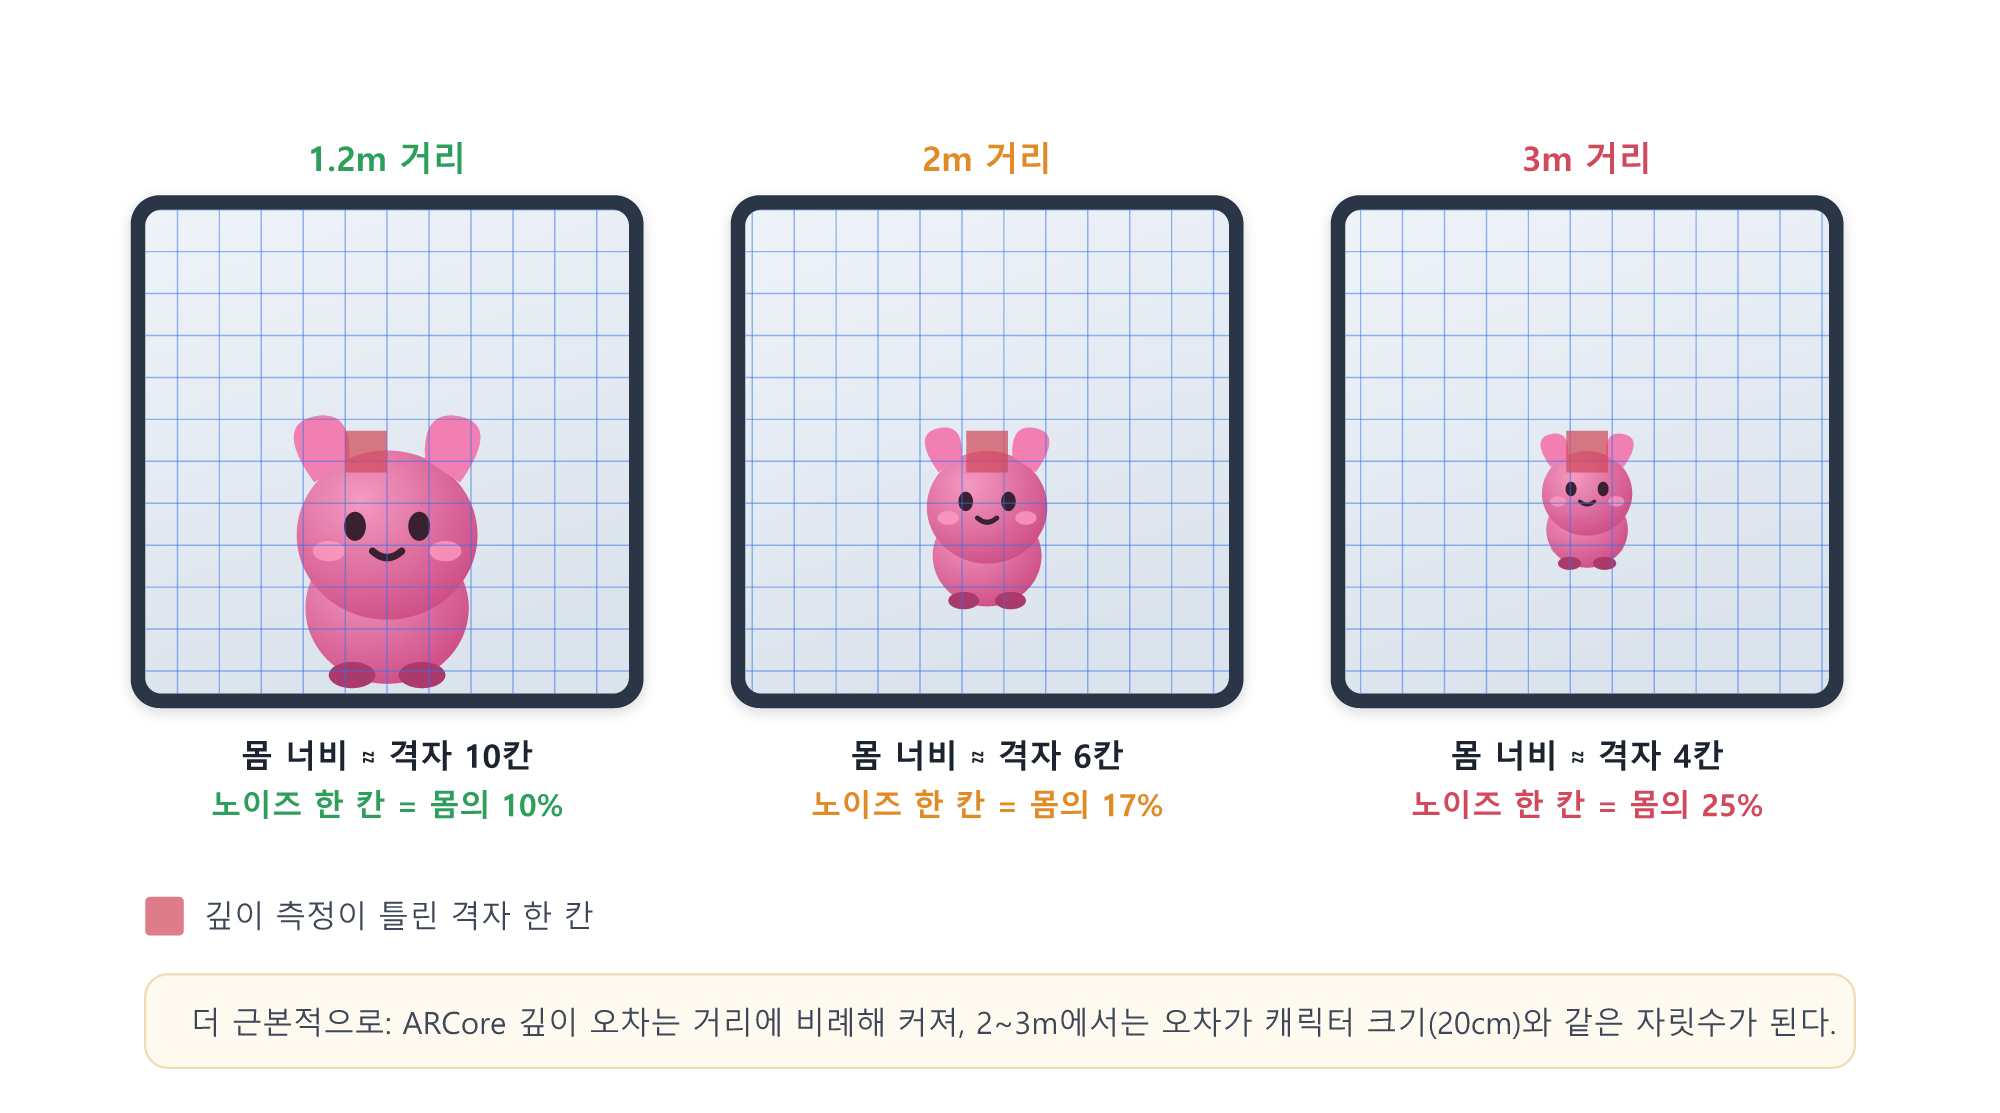 1.2m 거리
2m 거리
3m 거리
몸 너비 ≈ 격자 10칸
노이즈 한 칸 = 몸의 10%
몸 너비 ≈ 격자 6칸
노이즈 한 칸 = 몸의 17%
몸 너비 ≈ 격자 4칸
노이즈 한 칸 = 몸의 25%
깊이 측정이 틀린 격자 한 칸
더 근본적으로: ARCore 깊이 오차는 거리에 비례해 커져, 2~3m에서는 오차가 캐릭터 크기(20cm)와 같은 자릿수가 된다.